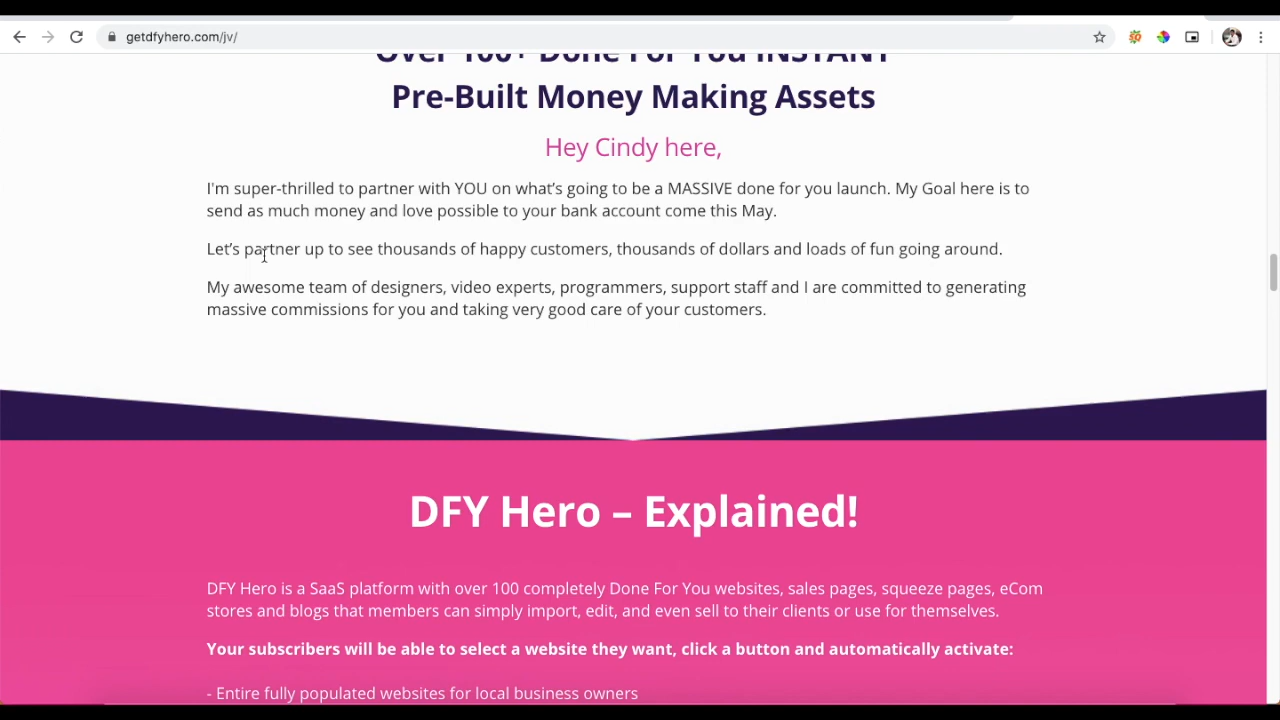 getdfyhero.com/jv/
Over 100+ Done For You INSTANT
Pre-Built Money Making Assets
Hey Cindy here,
I'm super-thrilled to partner with YOU on what's going to be a MASSIVE done for you launch. My Goal here is to
send as much money and love possible to your bank account come this May.
Let’s partner up to see thousands of happy customers, thousands of dollars and loads of fun going around.
My awesome team of designers, video experts, programmers, support staff and I are committed to generating
massive commissions for you and taking very good care of your customers.
DFY Hero – Explained!
DFY Hero is a SaaS platform with over 100 completely Done For You websites, sales pages, squeeze pages, eCom
stores and blogs that members can simply import, edit, and even sell to their clients or use for themselves.
Your subscribers will be able to select a website they want, click a button and automatically activate:
- Entire fully populated websites for local business owners